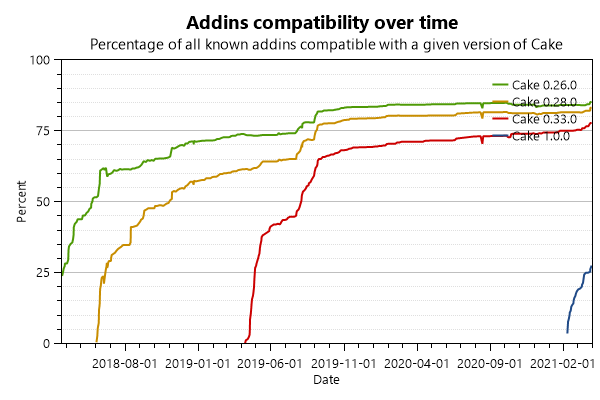 Addins compatibility over time
Percentage of all known addins compatible with a given version of Cake
100
75
50
25
0
Percent
Cake 0.26.0
Cake 0.28.0
Cake 0.33.0
Cake 1.0.0
2018-08-01 2019-01-01 2019-06-01 2019-11-01 2020-04-01 2020-09-01 2021-02-01
Date